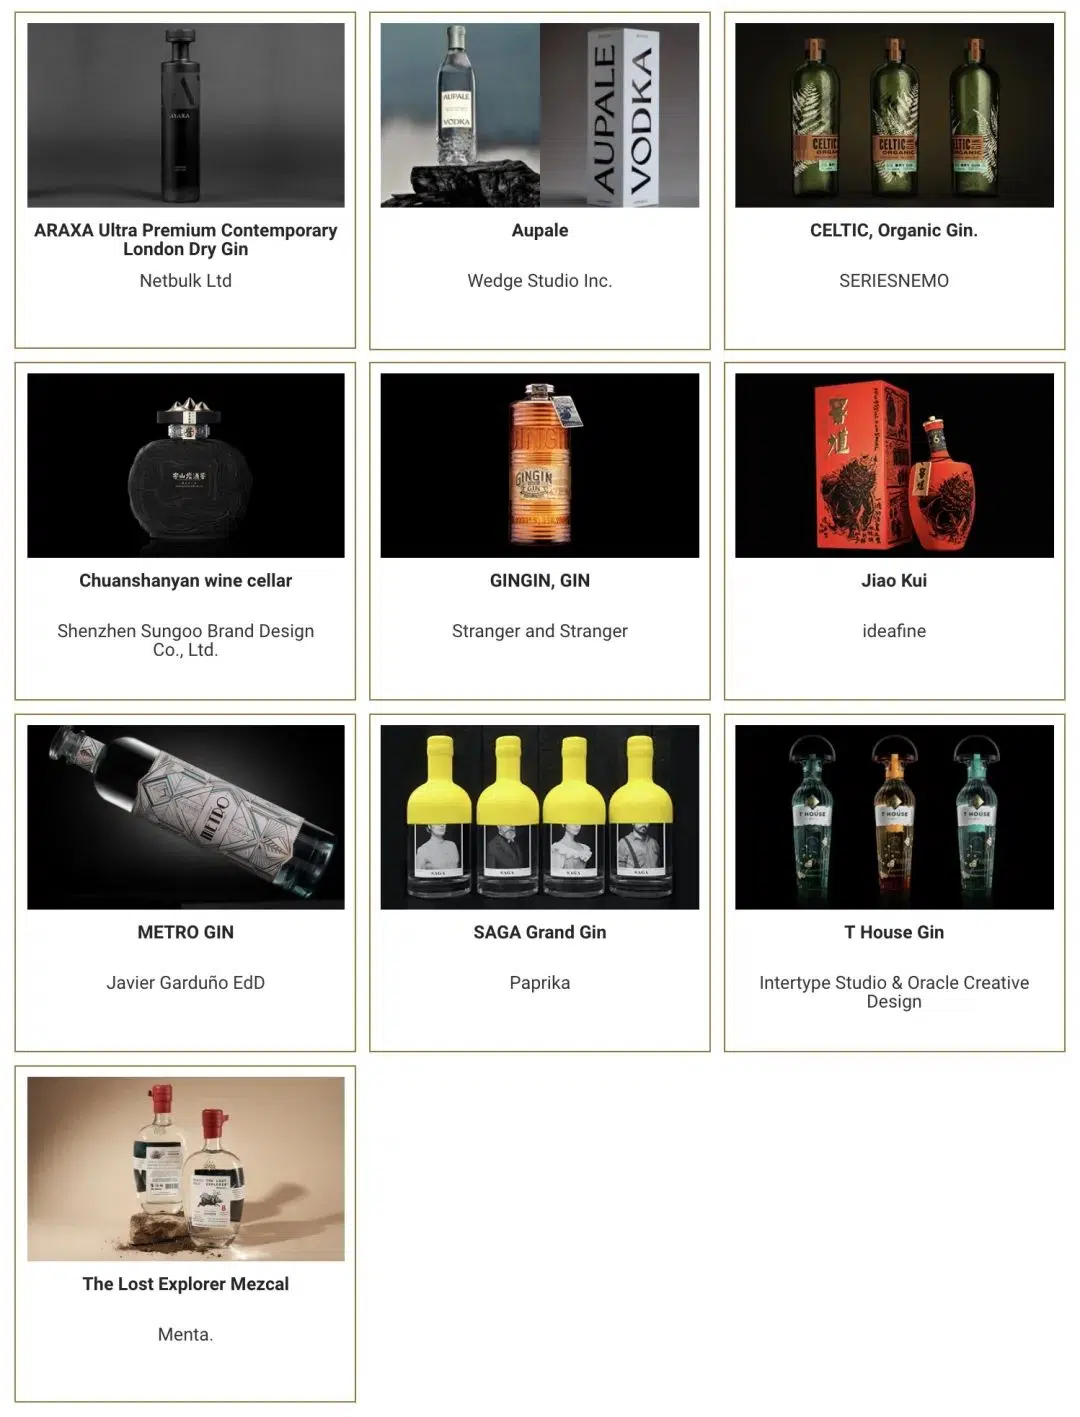 ARAXA
AUPALE
VODKA
AUPALE
VODKA
CELTIC
ORGANIC
ARAXA Ultra Premium Contemporary
London Dry Gin
Netbulk Ltd
Aupale
Wedge Studio Inc.
CELTIC, Organic Gin.
SERIESNEMO
GINGIN
GIN
Chuanshanyan wine cellar
Shenzhen Sungoo Brand Design
Co., Ltd.
GINGIN, GIN
Stranger and Stranger
Jiao Kui
ideafine
METRO
SAGA
SAGA
SAGA
SAGA
T HOUSE
T HOUSE
T HOUSE
METRO GIN
Javier Garduño EdD
SAGA Grand Gin
Paprika
T House Gin
Intertype Studio & Oracle Creative
Design
THE LOST
EXPLORER
8
The Lost Explorer Mezcal
Menta.